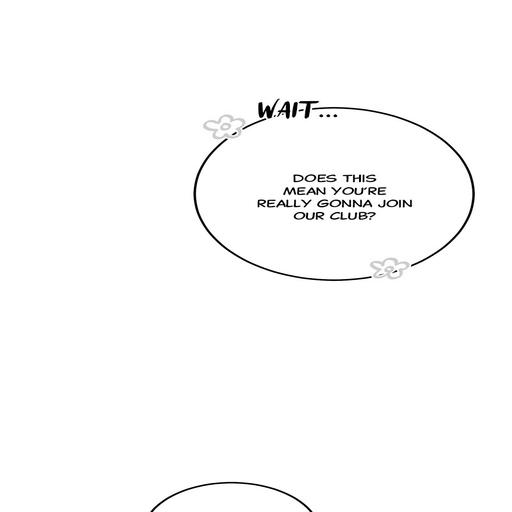 WAIT...
DOES THIS
MEAN YOU'RE
REALLY GONNA JOIN
OUR CLUB?